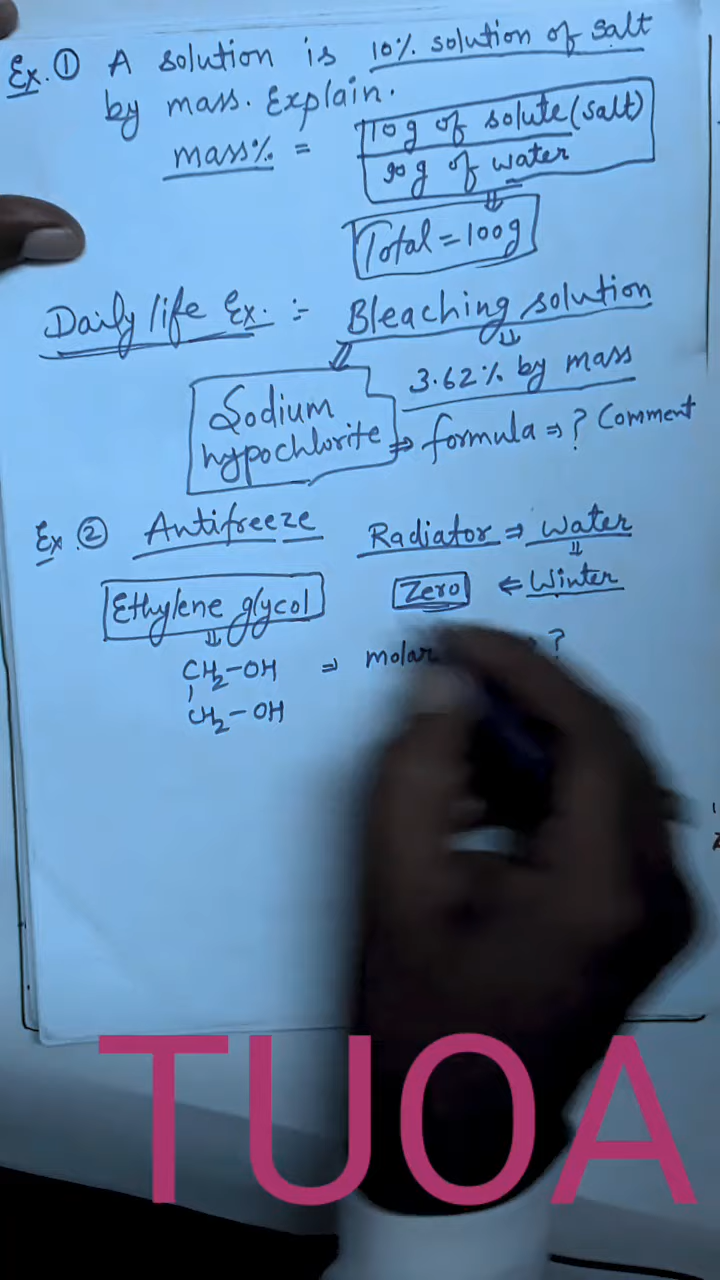 Ex. ① A solution is 10% solution of salt
by mass. Explain.
mass% = 10g of solute(salt)
90g of water
⇓
Total = 100g
Daily life Ex. :- Bleaching solution
⇓
3.62% by mass
Sodium
hypochlorite ⇒ formula ⇒ ? Comment
Ex ② Antifreeze Radiator ⇒ water
⇓
Ethylene glycol Zero ⇐ Winter
⇓
CH2-OH ⇒ molar ?
CH2-OH
TUOA